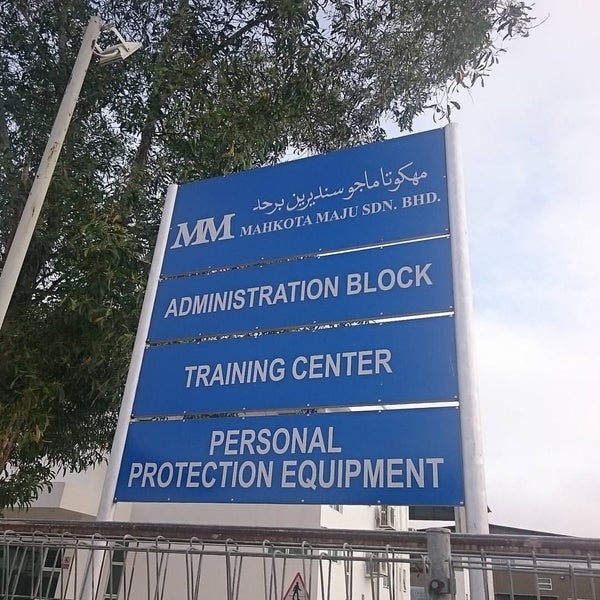 مهكوتا ماجو سنديرين برحد
MM MAHKOTA MAJU SDN. BHD.
ADMINISTRATION BLOCK
TRAINING CENTER
PERSONAL
PROTECTION EQUIPMENT